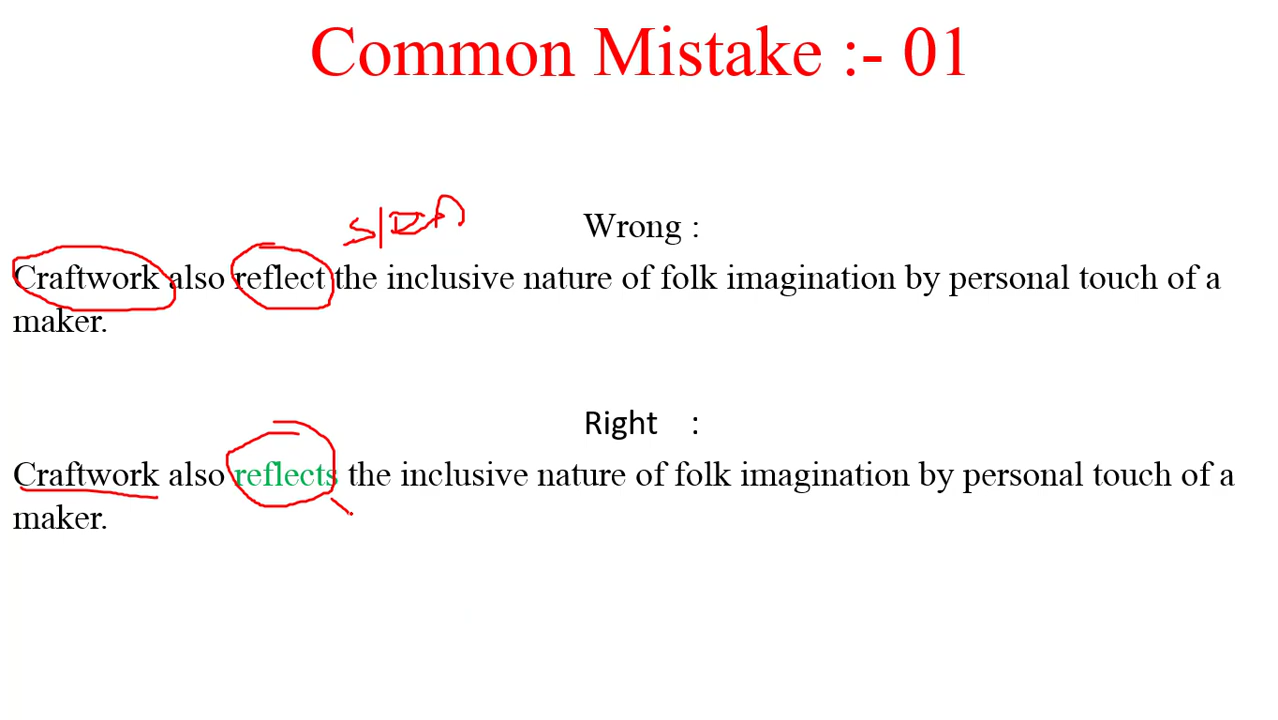 Common Mistake :- 01
Wrong :
Craftwork also reflect the inclusive nature of folk imagination by personal touch of a
maker.
Right :
Craftwork also reflects the inclusive nature of folk imagination by personal touch of a
maker.